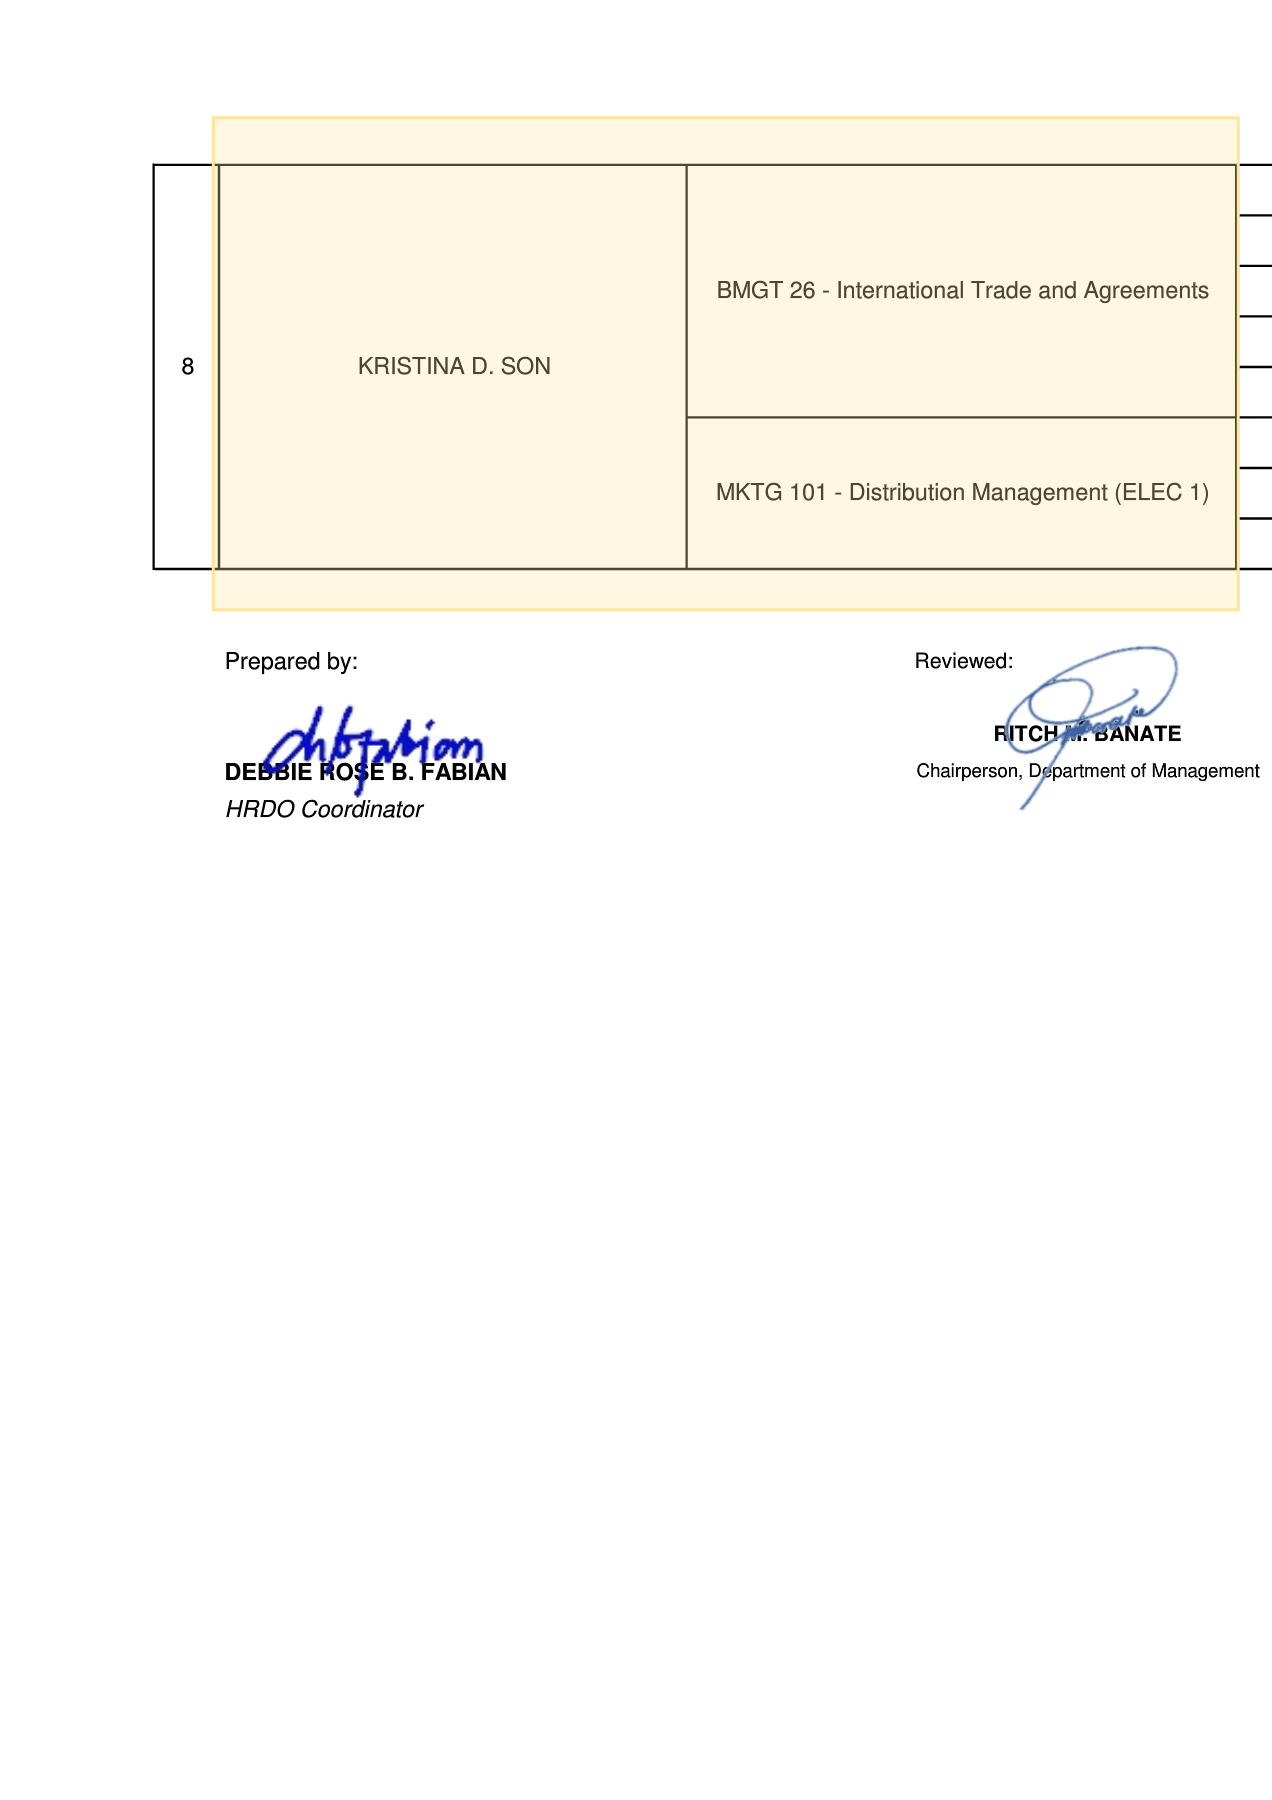 8
KRISTINA D. SON
BMGT 26 - International Trade and Agreements
MKTG 101 - Distribution Management (ELEC 1)
Prepared by:
Reviewed:
RITCH M. BANATE
DEBBIE ROSE B. FABIAN
Chairperson, Department of Management
HRDO Coordinator